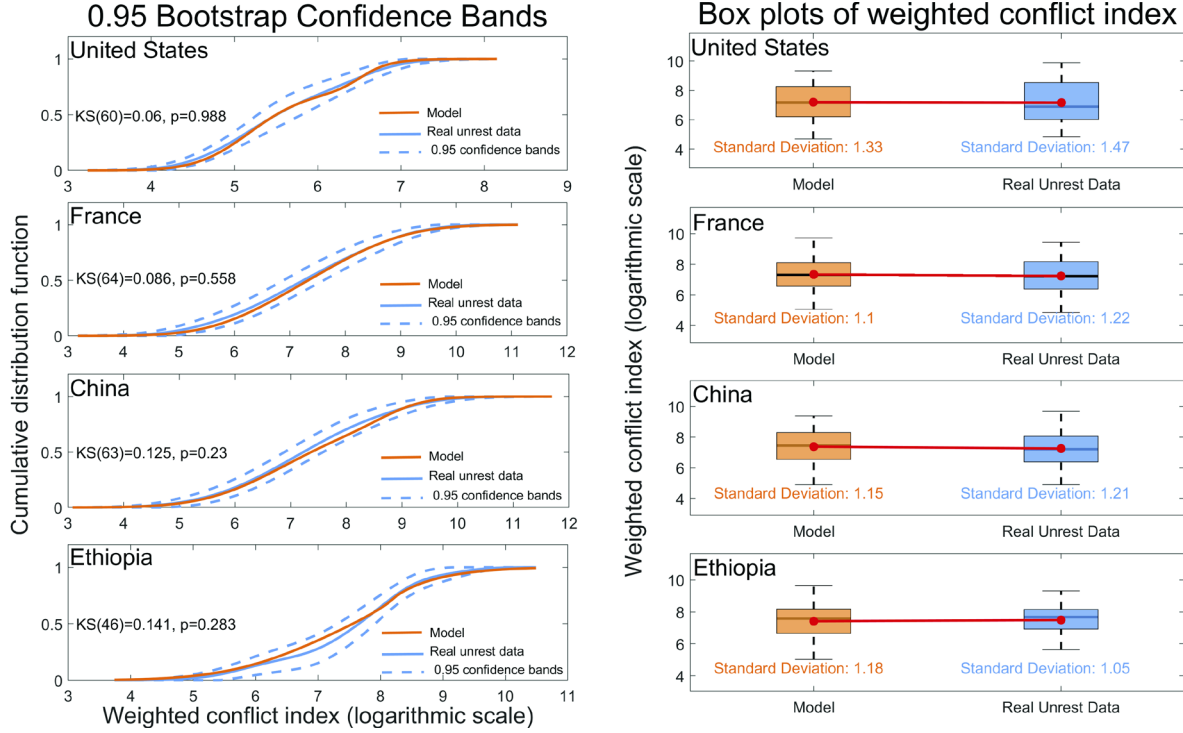 0.95 Bootstrap Confidence Bands
United States
1
0.5
0
KS(60)=0.06, p=0.988
Model
Real unrest data
0.95 confidence bands
3 4 5 6 7 8 9
France
1
0.5
0
KS(64)=0.086, p=0.558
Model
Real unrest data
0.95 confidence bands
3 4 5 6 7 8 9 10 11 12
China
1
0.5
0
KS(63)=0.125, p=0.23
Model
Real unrest data
0.95 confidence bands
3 4 5 6 7 8 9 10 11 12
Ethiopia
1
0.5
0
KS(46)=0.141, p=0.283
Model
Real unrest data
0.95 confidence bands
3 4 5 6 7 8 9 10 11
Cumulative distribution function
Weighted conflict index (logarithmic scale)
Box plots of weighted conflict index
Weighted conflict index (logarithmic scale)
United States
10
8
6
4
Standard Deviation: 1.33 Standard Deviation: 1.47
Model Real Unrest Data
France
10
8
6
4
Standard Deviation: 1.1 Standard Deviation: 1.22
Model Real Unrest Data
China
10
8
6
4
Standard Deviation: 1.15 Standard Deviation: 1.21
Model Real Unrest Data
Ethiopia
10
8
6
4
Standard Deviation: 1.18 Standard Deviation: 1.05
Model Real Unrest Data